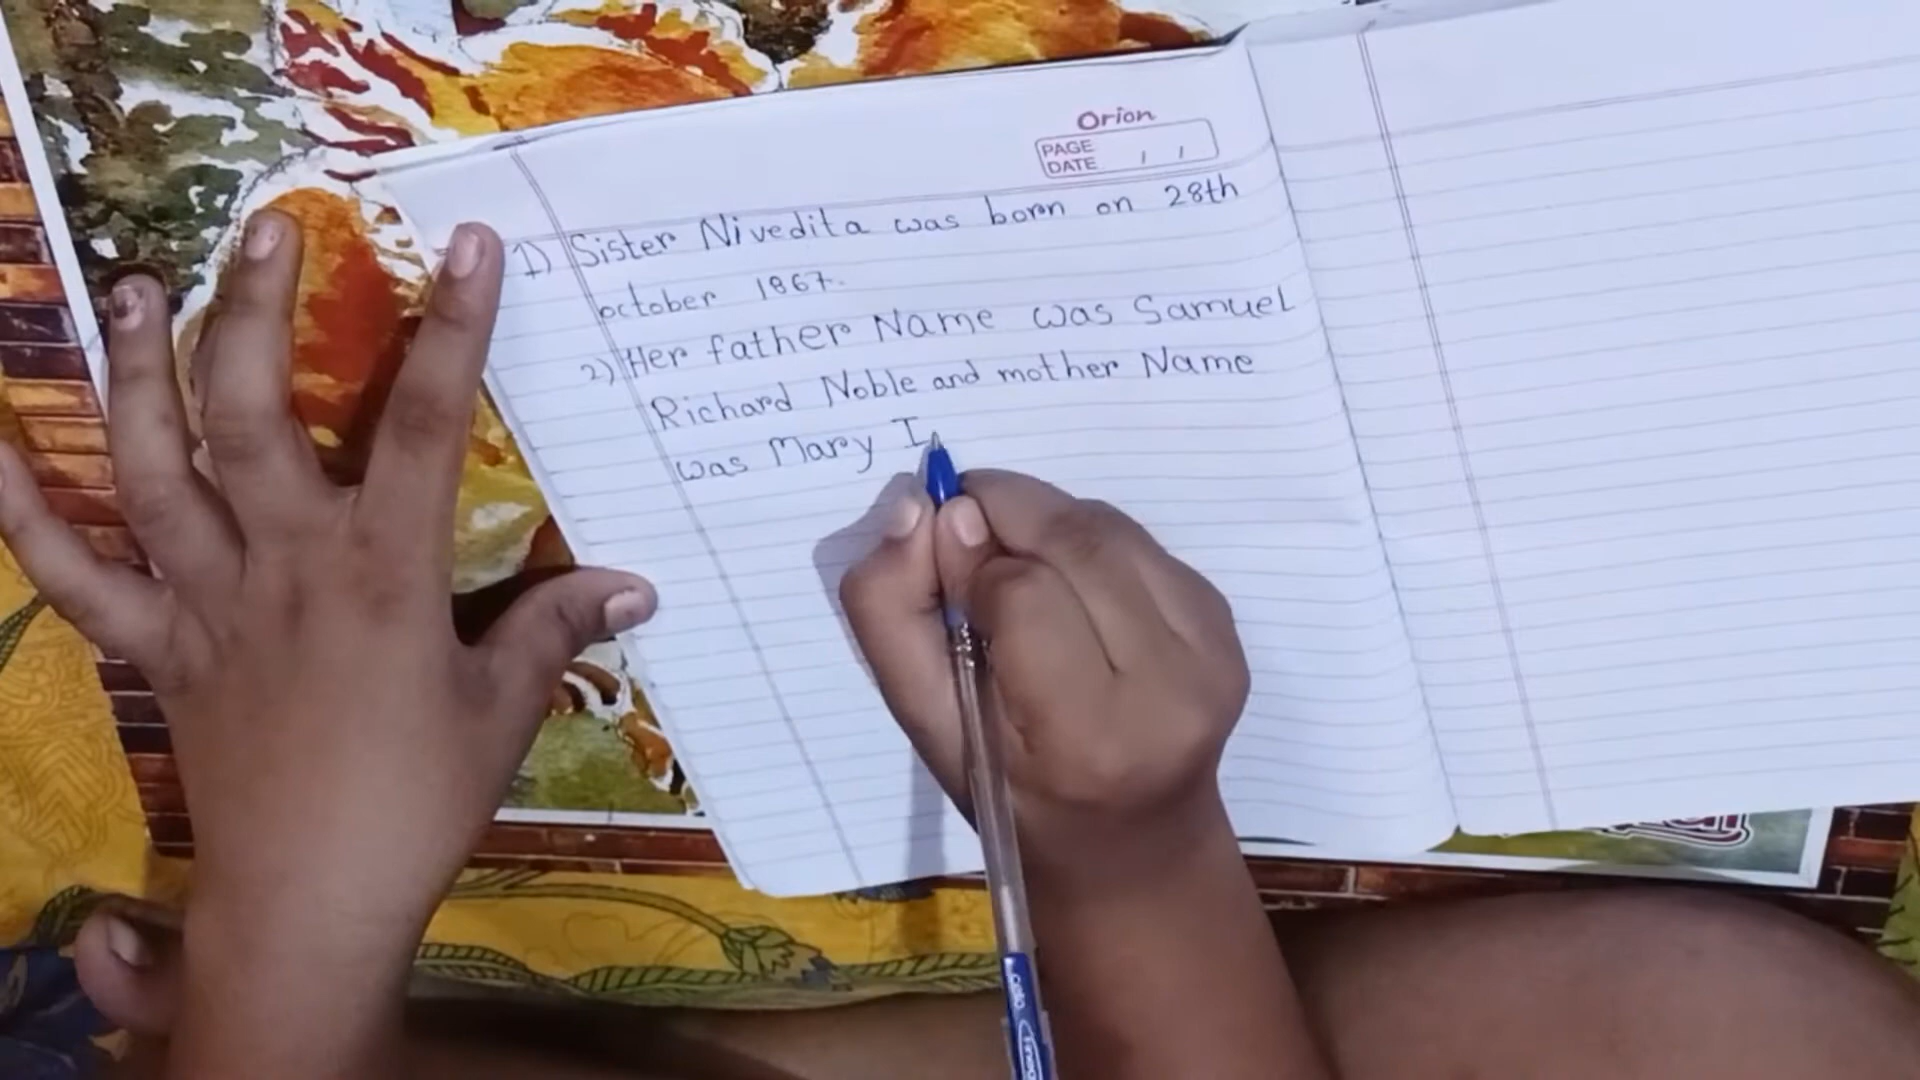 Orion
PAGE
DATE / /
1) Sister Nivedita was born on 28th
october 1867.
2) Her father Name was Samuel
Richard Noble and mother Name
was Mary I
cello